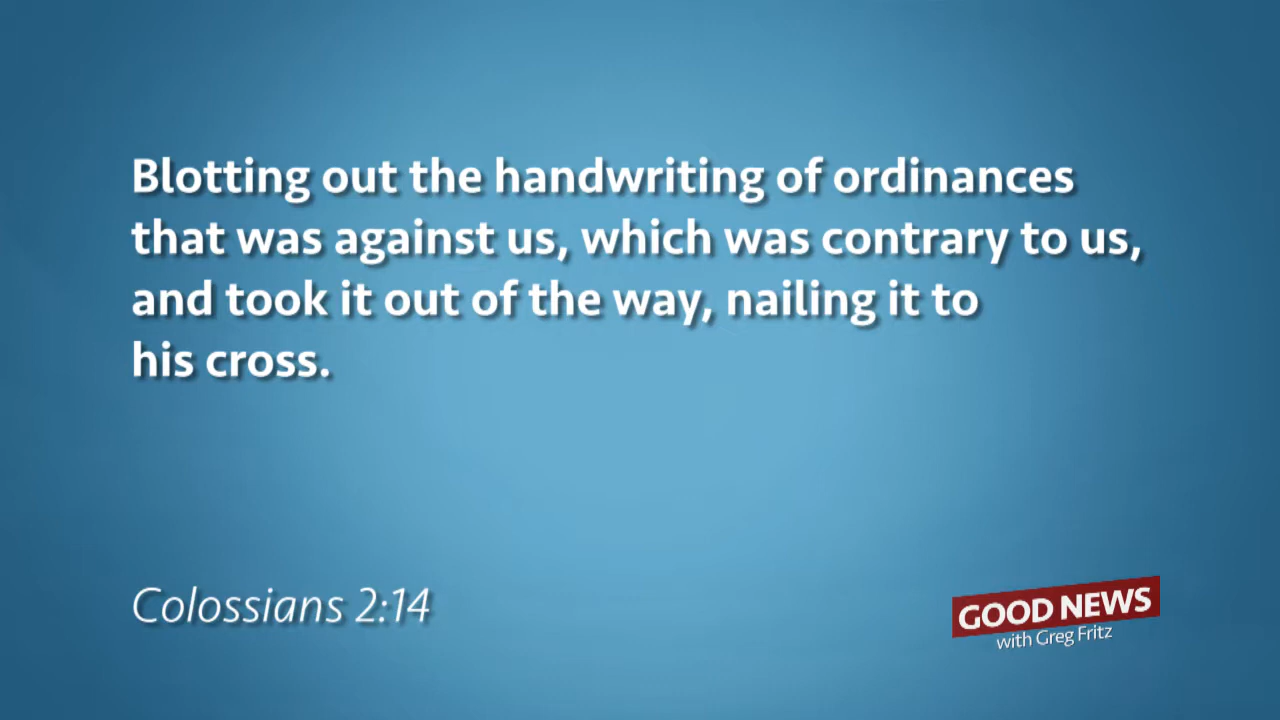 Blotting out the handwriting of ordinances
that was against us, which was contrary to us,
and took it out of the way, nailing it to
his cross.
Colossians 2:14
GOOD NEWS
with Greg Fritz